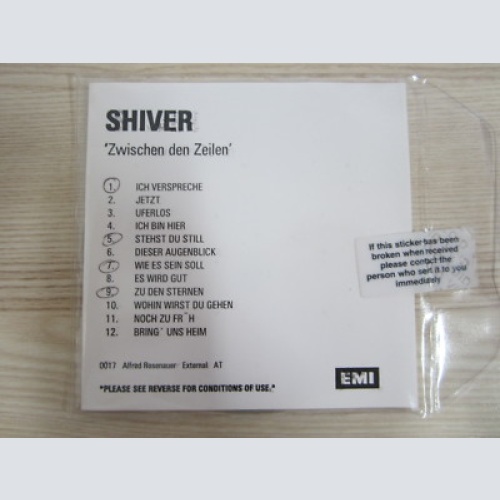 SHIVER
'Zwischen den Zeilen'
1. ICH VERSPRECHE
2. JETZT
3. UFERLOS
4. ICH BIN HIER
5. STEHST DU STILL
6. DIESER AUGENBLICK
7. WIE ES SEIN SOLL
8. ES WIRD GUT
9. ZU DEN STERNEN
10. WOHIN WIRST DU GEHEN
11. NOCH ZU FR¨H
12. BRING´ UNS HEIM
0017 Alfred Rosenauer- External AT
EMI
*PLEASE SEE REVERSE FOR CONDITIONS OF USE.*
If this sticker has been
broken when received
please contact the
person who sent it to you
immediately